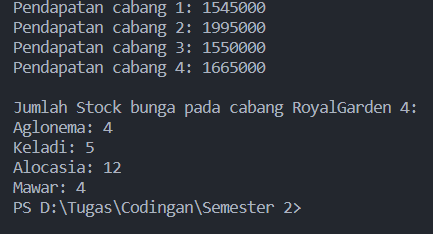 Pendapatan cabang 1: 1545000
Pendapatan cabang 2: 1995000
Pendapatan cabang 3: 1550000
Pendapatan cabang 4: 1665000
Jumlah Stock bunga pada cabang RoyalGarden 4:
Aglonema: 4
Keladi: 5
Alocasia: 12
Mawar: 4
PS D:\Tugas\Codingan\Semester 2>